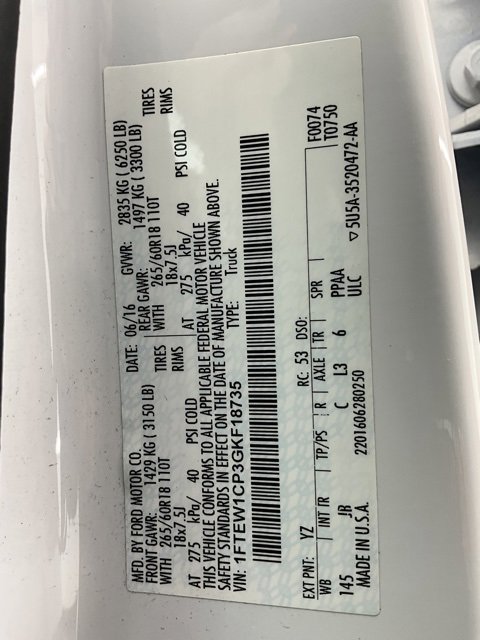 MFD. BY FORD MOTOR CO.
DATE: 06/16 GVWR: 2835 KG ( 6250 LB)
FRONT GAWR: 1429 KG ( 3150 LB) REAR GAWR: 1497 KG ( 3300 LB)
WITH 265/60R18 110T TIRES WITH 265/60R18 110T TIRES
18x7.5J RIMS 18x7.5J RIMS
AT 275 kPa/ 40 PSI COLD AT 275 kPa/ 40 PSI COLD
THIS VEHICLE CONFORMS TO ALL APPLICABLE FEDERAL MOTOR VEHICLE
SAFETY STANDARDS IN EFFECT ON THE DATE OF MANUFACTURE SHOWN ABOVE.
VIN: 1FTEW1CP3GKF18735 TYPE: Truck
F0074
EXT PNT: YZ RC: 53 DSO: T0750
WB INT TR TP/PS R AXLE TR SPR
145 JB C L3 6 PPAA
MADE IN U.S.A. 2201606280250 ULC ▽5U5A-3520472-AA